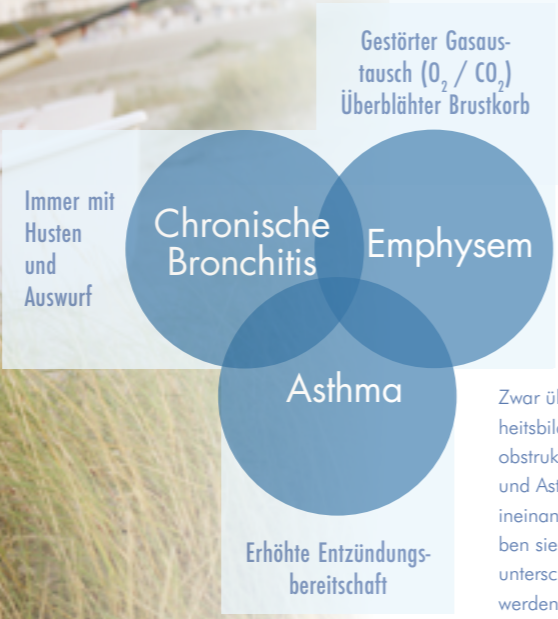 Gestörter Gasaus-
tausch (O₂ / CO₂)
Überblähter Brustkorb
Immer mit
Husten
und
Auswurf
Chronische
Bronchitis
Emphysem
Asthma
Erhöhte Entzündungs-
bereitschaft
Zwar ü
heitsbil
obstruk
und Ast
ineinan
ben sie
untersc
werden